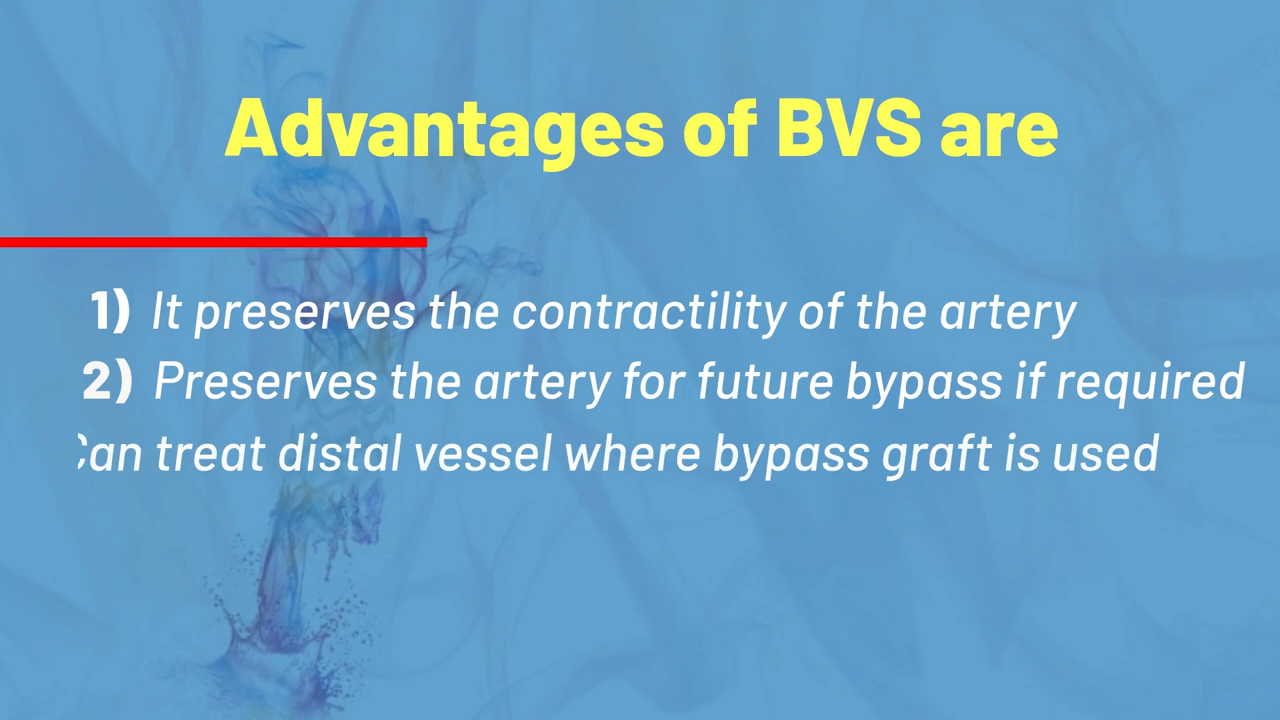 Advantages of BVS are
1) It preserves the contractility of the artery
2) Preserves the artery for future bypass if required
Can treat distal vessel where bypass graft is used